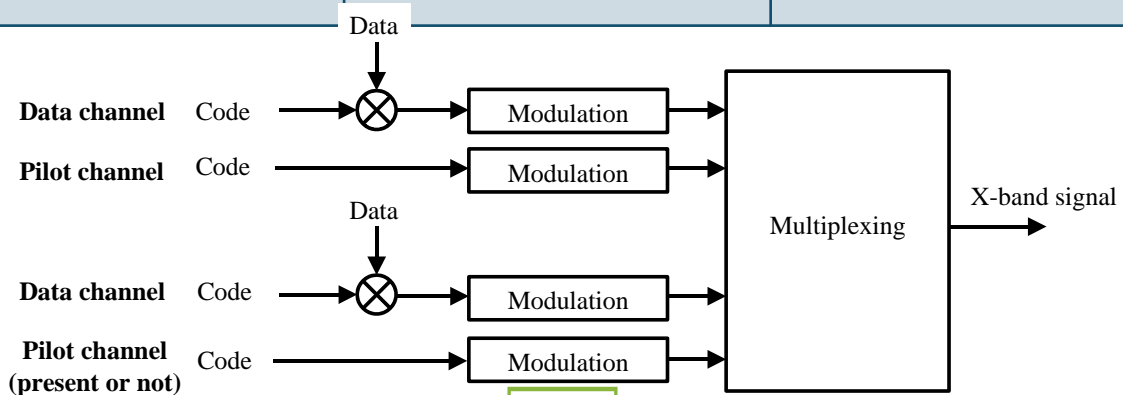 Data
Data channel Code Modulation
Pilot channel Code Modulation
X-band signal
Data
Multiplexing
Data channel Code Modulation
Pilot channel
(present or not) Code Modulation